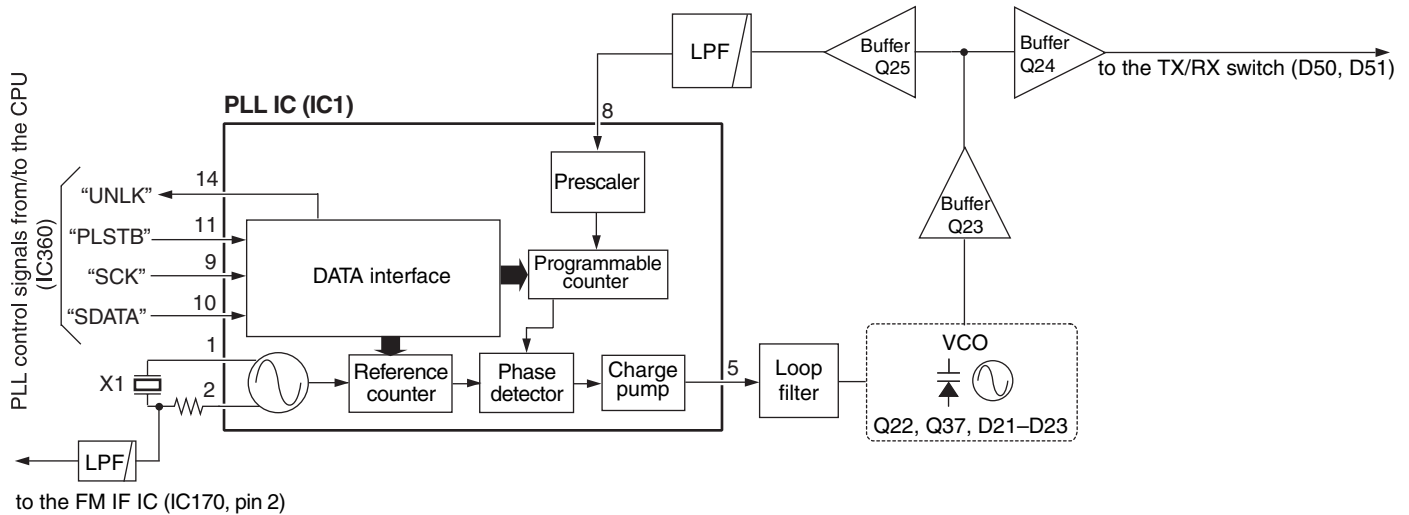 LPF
Buffer
Q25
Buffer
Q24
to the TX/RX switch (D50, D51)
PLL control signals from/to the CPU
(IC360)
PLL IC (IC1)
8
Prescaler
14
“UNLK”
11
“PLSTB”
9
“SCK”
10
“SDATA”
DATA interface
Programmable
counter
Buffer
Q23
1
X1
2
Reference
counter
Phase
detector
Charge
pump
5
Loop
filter
VCO
Q22, Q37, D21–D23
LPF
to the FM IF IC (IC170, pin 2)